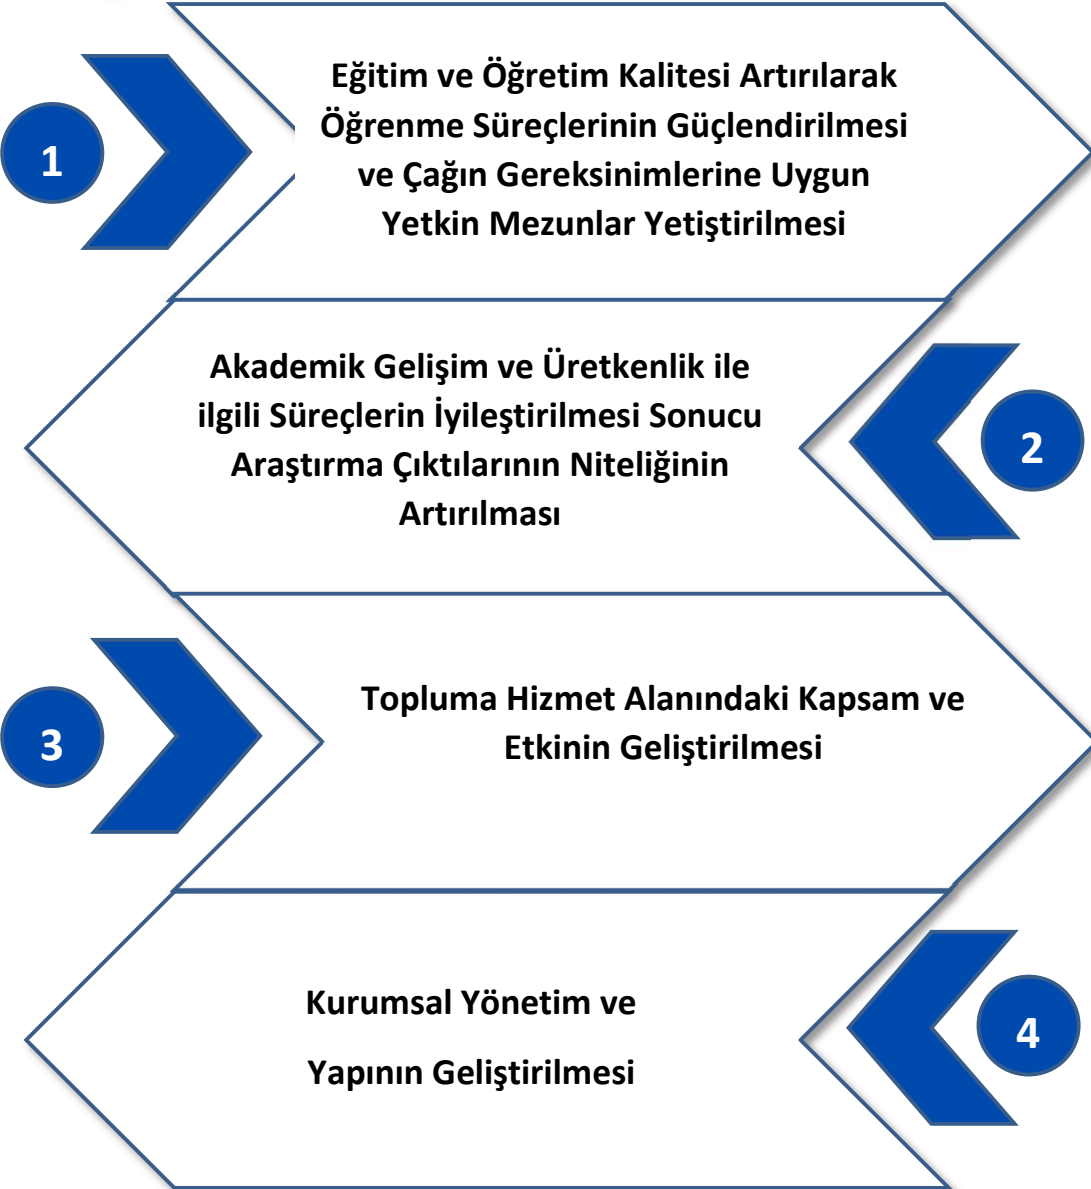 1
Eğitim ve Öğretim Kalitesi Artırılarak
Öğrenme Süreçlerinin Güçlendirilmesi
ve Çağın Gereksinimlerine Uygun
Yetkin Mezunlar Yetiştirilmesi
Akademik Gelişim ve Üretkenlik ile
ilgili Süreçlerin İyileştirilmesi Sonucu
Araştırma Çıktılarının Niteliğinin
Artırılması
2
3
Topluma Hizmet Alanındaki Kapsam ve
Etkinin Geliştirilmesi
Kurumsal Yönetim ve
Yapının Geliştirilmesi
4